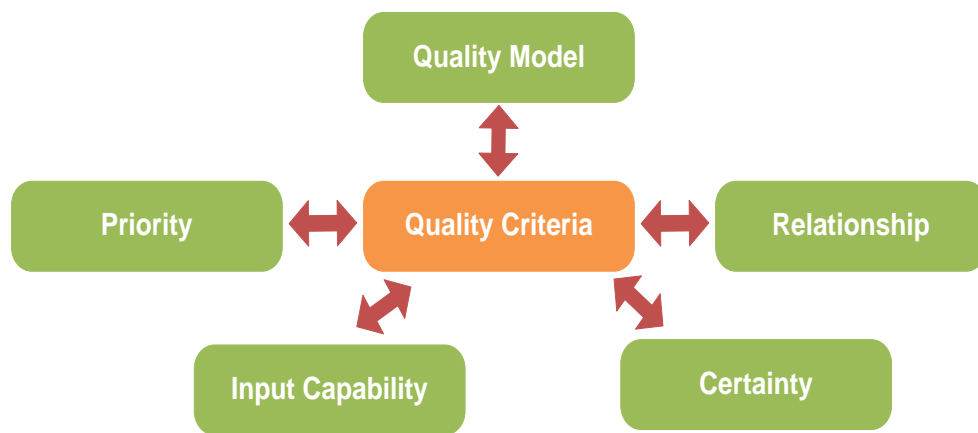 Quality Model
Priority
Quality Criteria
Relationship
Input Capability
Certainty